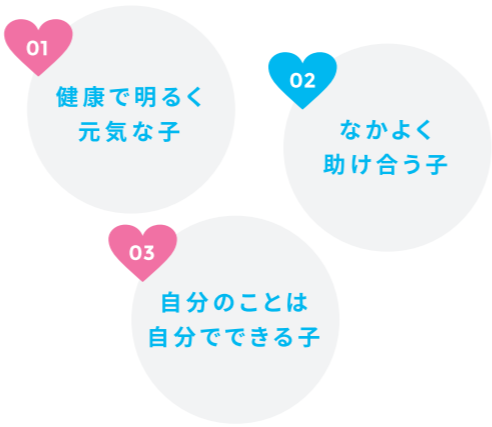 01
健康で明るく
元気な子
02
なかよく
助け合う子
03
自分のことは
自分でできる子